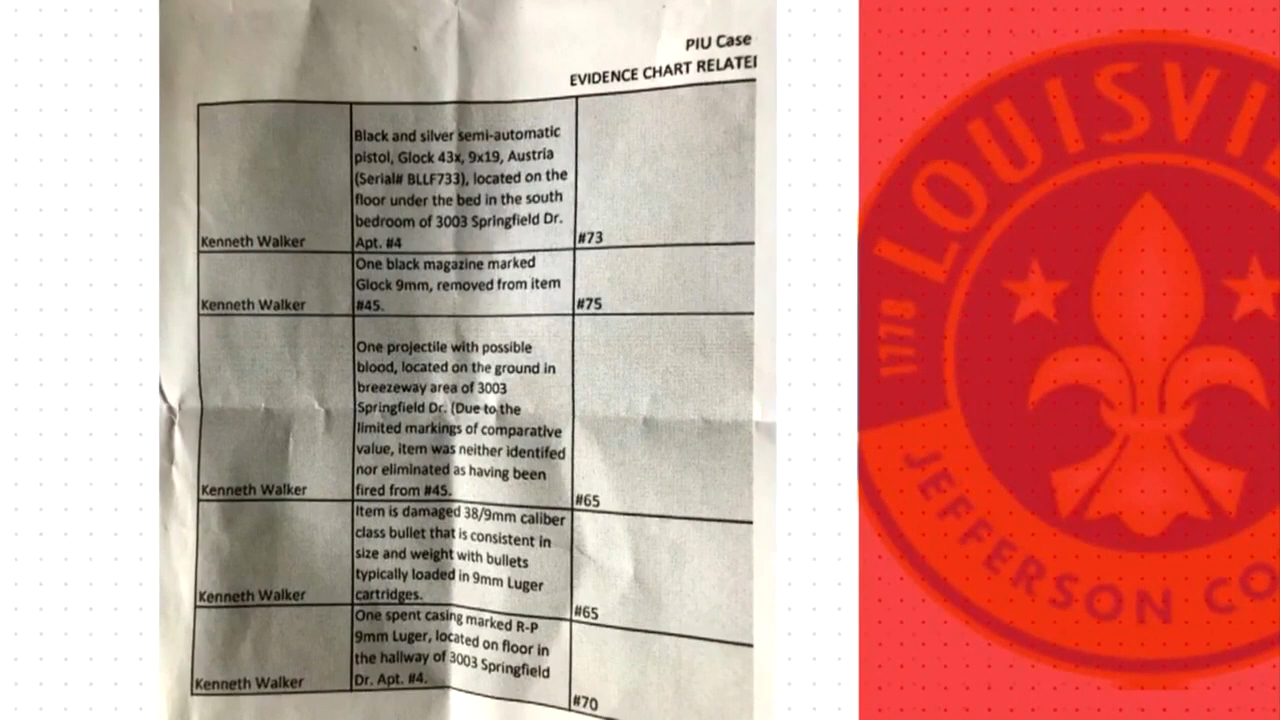 PIU Case
EVIDENCE CHART RELATE
Black and silver semi-automatic
pistol, Glock 43x, 9x19, Austria
(Serial# BLLF733), located on the
floor under the bed in the south
bedroom of 3003 Springfield Dr.
Kenneth Walker Apt. #4 #73
One black magazine marked
Glock 9mm, removed from item
Kenneth Walker #45. #75
One projectile with possible
blood, located on the ground in
breezeway area of 3003
Springfield Dr. (Due to the
limited markings of comparative
value, item was neither identifed
nor eliminated as having been
Kenneth Walker fired from #45. #65
Item is damaged 38/9mm caliber
class bullet that is consistent in
size and weight with bullets
typically loaded in 9mm Luger
Kenneth Walker cartridges. #65
One spent casing marked R-P
9mm Luger, located on floor in
the hallway of 3003 Springfield
Kenneth Walker Dr. Apt. #4. #70
LOUISVI
JEFFERSON CO